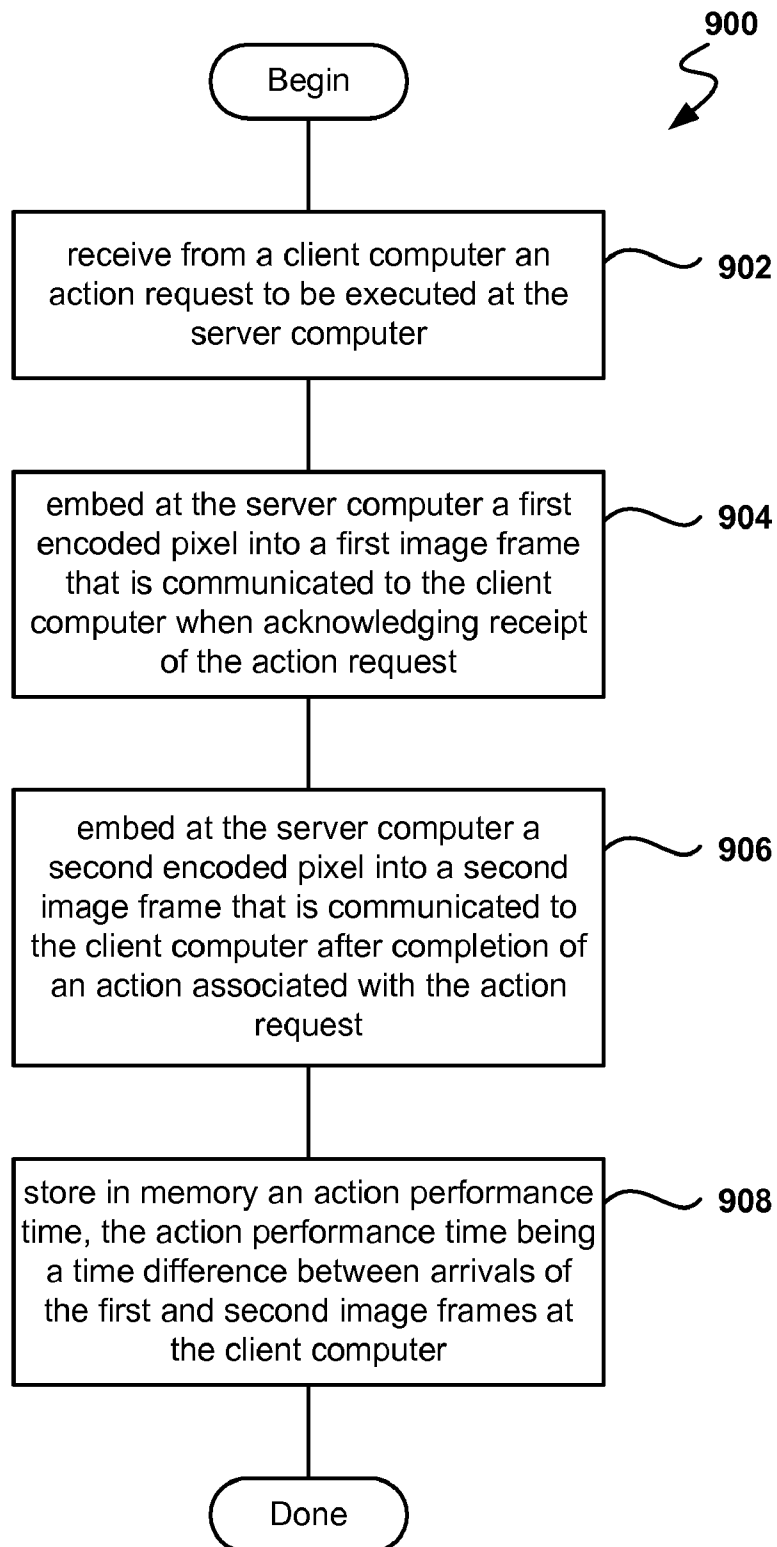 900
Begin
receive from a client computer an
action request to be executed at the
server computer
902
embed at the server computer a first
encoded pixel into a first image frame
that is communicated to the client
computer when acknowledging receipt
of the action request
904
embed at the server computer a
second encoded pixel into a second
image frame that is communicated to
the client computer after completion of
an action associated with the action
request
906
store in memory an action performance
time, the action performance time being
a time difference between arrivals of
the first and second image frames at
the client computer
908
Done